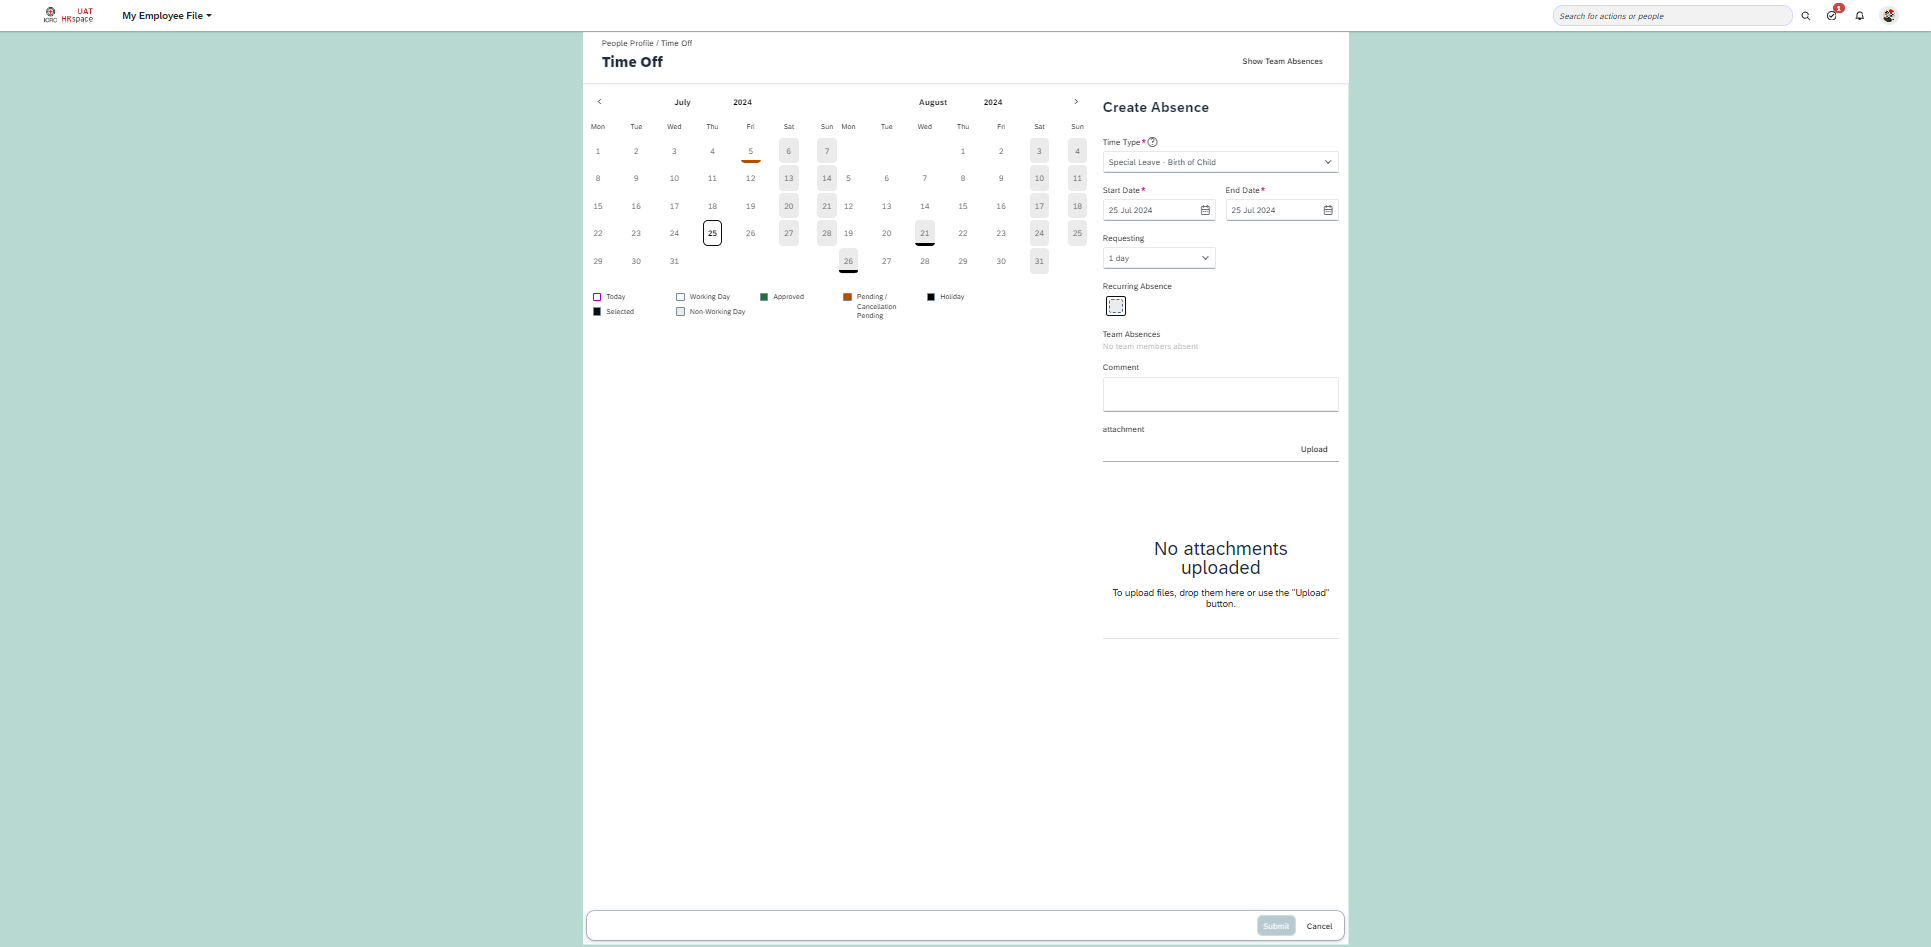 ICRC
UAT
HRspace
My Employee File
Search for actions or people
1
People Profile / Time Off
Time Off
Show Team Absences
July 2024
Mon Tue Wed Thu Fri Sat Sun
1 2 3 4 5 6 7
8 9 10 11 12 13 14
15 16 17 18 19 20 21
22 23 24 25 26 27 28
29 30 31
August 2024
Mon Tue Wed Thu Fri Sat Sun
1 2 3 4
5 6 7 8 9 10 11
12 13 14 15 16 17 18
19 20 21 22 23 24 25
26 27 28 29 30 31
Today
Working Day
Approved
Pending /
Cancellation
Pending
Holiday
Selected
Non-Working Day
Create Absence
Time Type*
Special Leave - Birth of Child
Start Date*
End Date*
25 Jul 2024
25 Jul 2024
Requesting
1 day
Recurring Absence
Team Absences
No team members absent
Comment
attachment
Upload
No attachments
uploaded
To upload files, drop them here or use the "Upload"
button.
Submit
Cancel